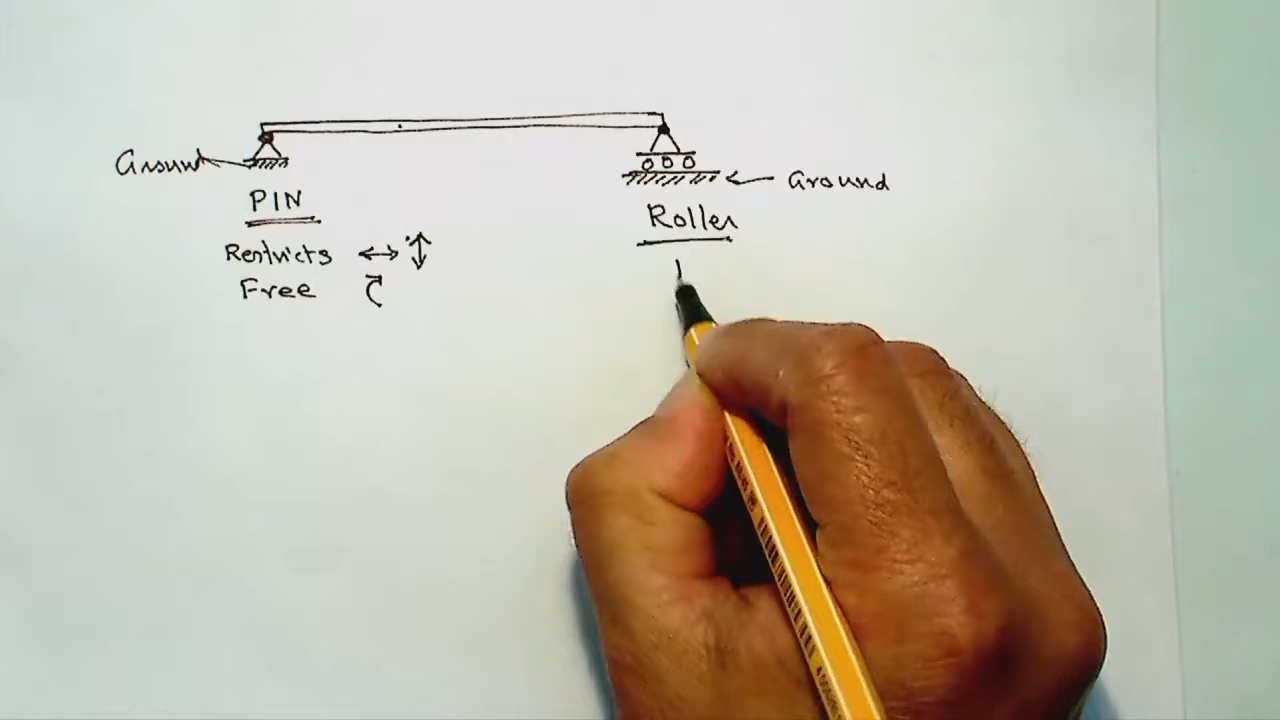 Ground
PIN
Restricts ↔ ↕
Free
Ground
Roller